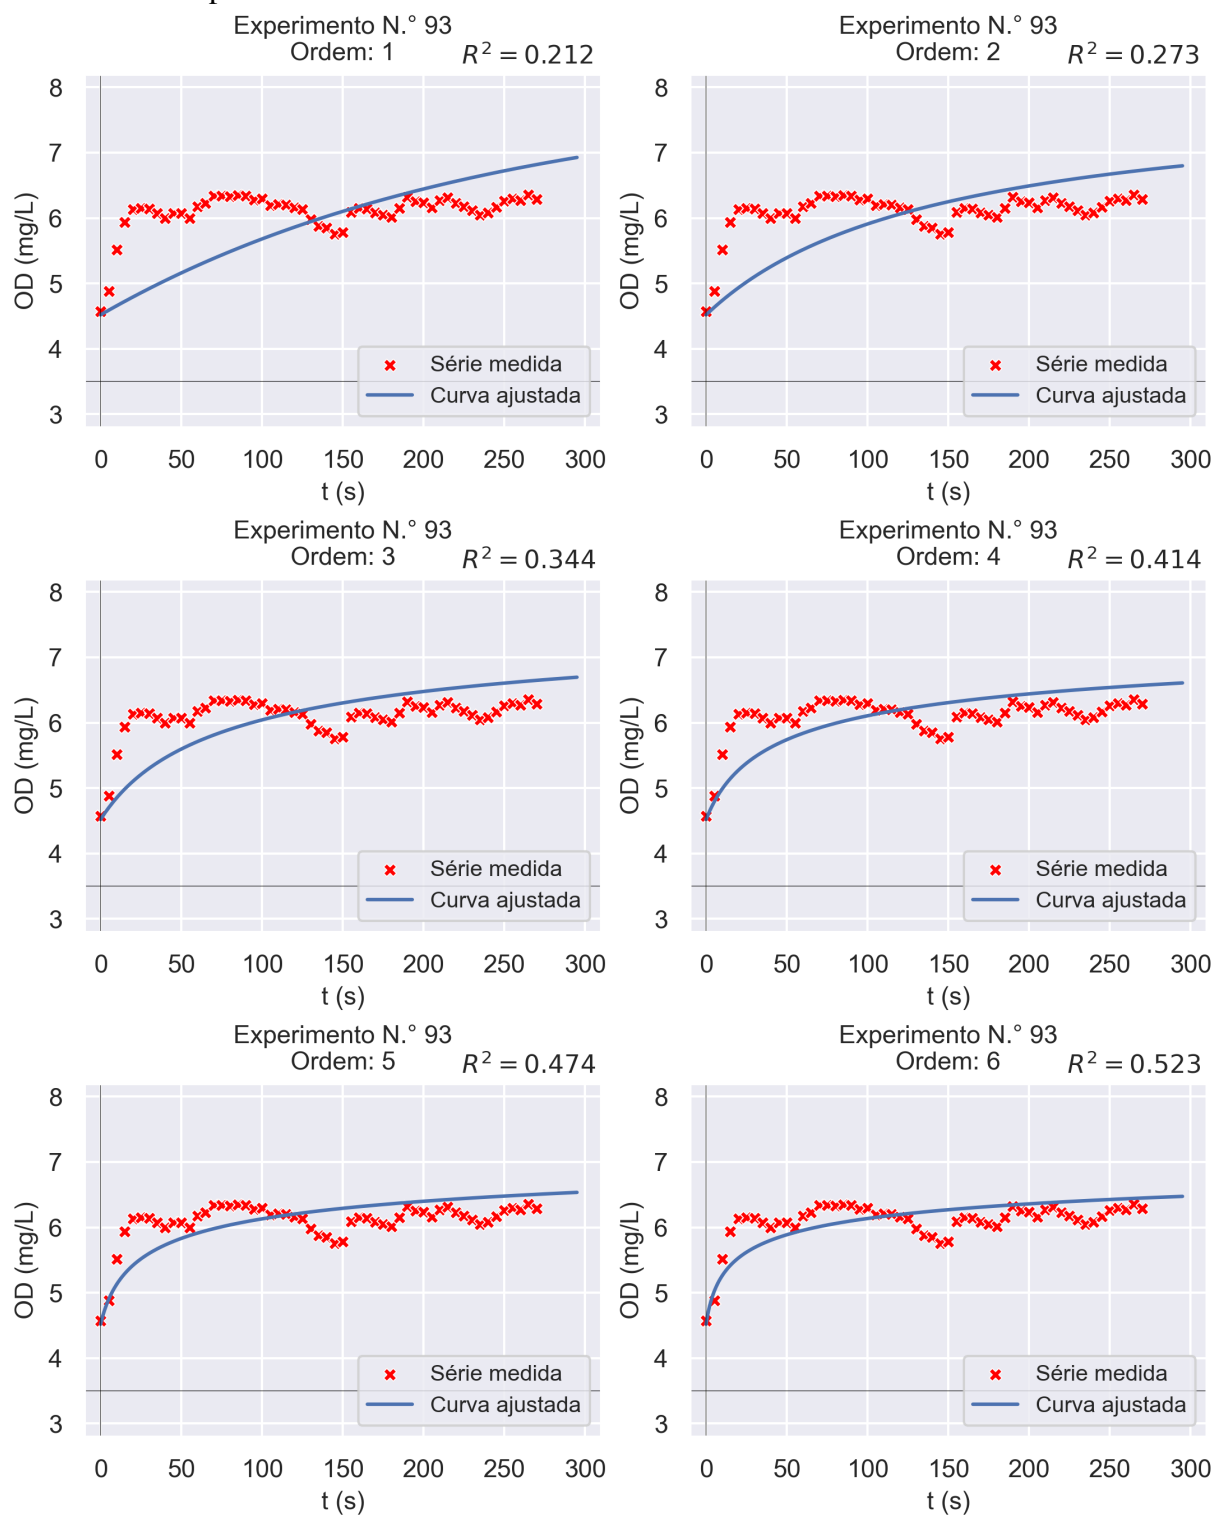 Experimento N.° 93
Ordem: 1 R² = 0.212
8
7
6
5
4
3
OD (mg/L)
Série medida
Curva ajustada
0 50 100 150 200 250 300
t (s)
Experimento N.° 93
Ordem: 2 R² = 0.273
8
7
6
5
4
3
OD (mg/L)
Série medida
Curva ajustada
0 50 100 150 200 250 300
t (s)
Experimento N.° 93
Ordem: 3 R² = 0.344
8
7
6
5
4
3
OD (mg/L)
Série medida
Curva ajustada
0 50 100 150 200 250 300
t (s)
Experimento N.° 93
Ordem: 4 R² = 0.414
8
7
6
5
4
3
OD (mg/L)
Série medida
Curva ajustada
0 50 100 150 200 250 300
t (s)
Experimento N.° 93
Ordem: 5 R² = 0.474
8
7
6
5
4
3
OD (mg/L)
Série medida
Curva ajustada
0 50 100 150 200 250 300
t (s)
Experimento N.° 93
Ordem: 6 R² = 0.523
8
7
6
5
4
3
OD (mg/L)
Série medida
Curva ajustada
0 50 100 150 200 250 300
t (s)